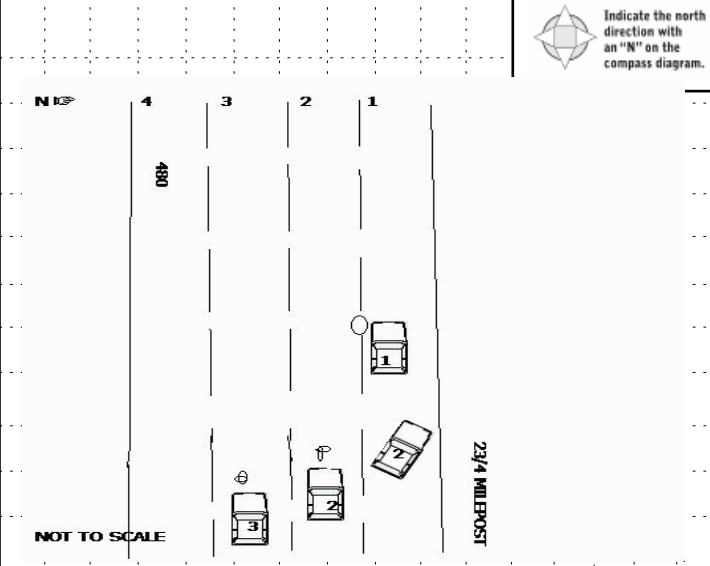 Indicate the north
direction with
an “N” on the
compass diagram.
N 4 3 2 1
480
1
2
2
3
23/4 MILEPOST
NOT TO SCALE